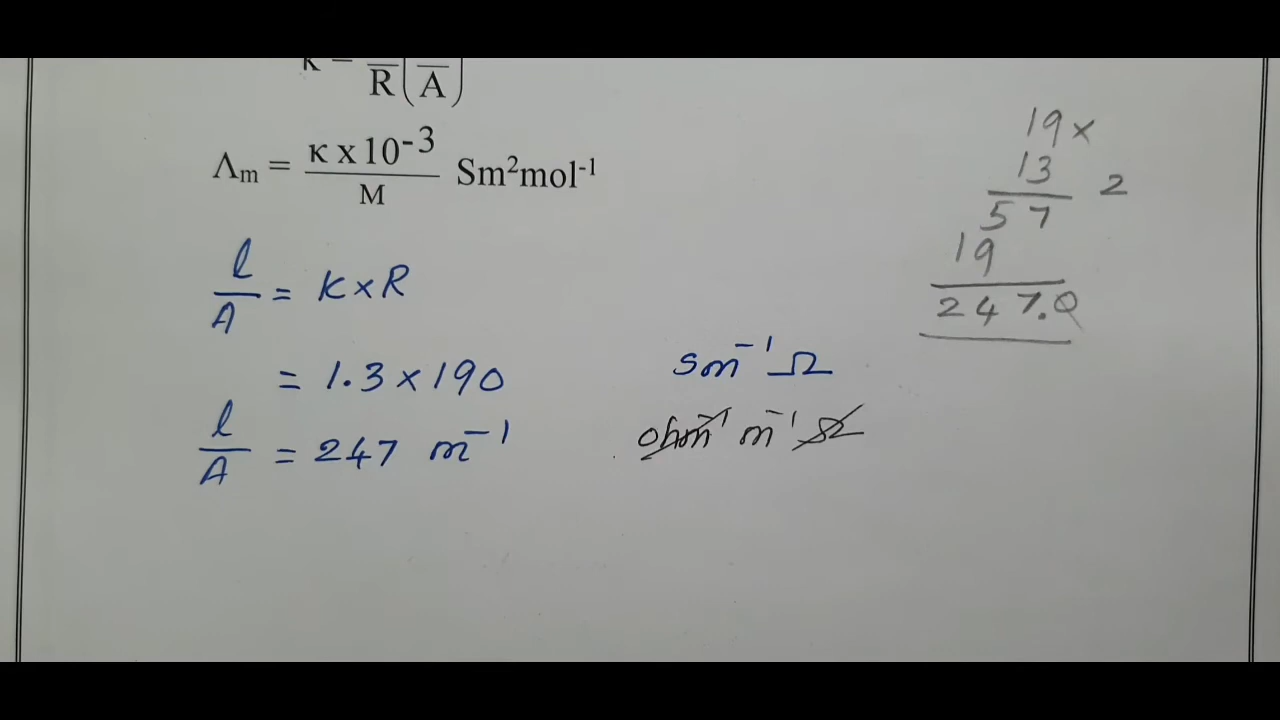 κ = — R ( — A )
Λm = κ x 10-3 / M Sm²mol-1
l/A = K × R
= 1.3 × 190
l/A = 247 m⁻¹
Sm⁻¹ Ω
ohm⁻¹ m⁻¹ Ω
19 ×
13 2
57
19
247.0